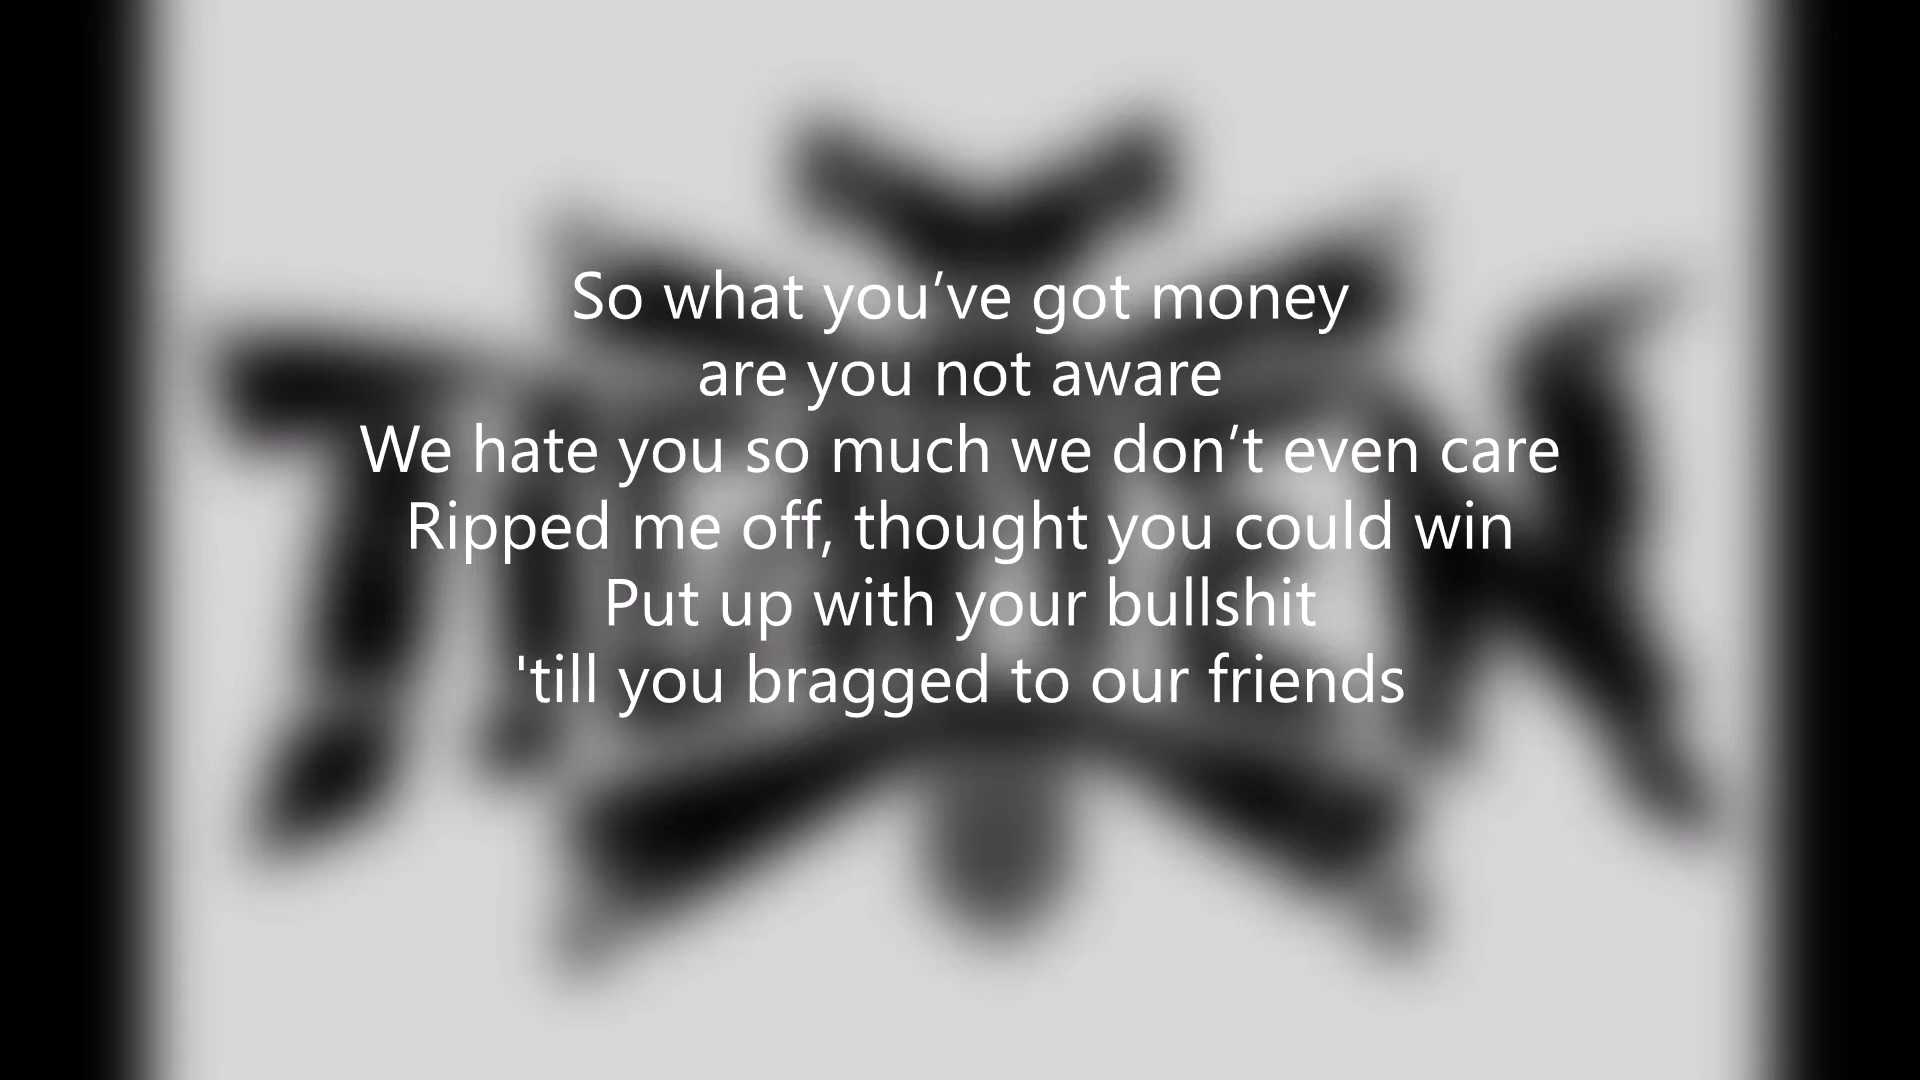 So what you’ve got money
are you not aware
We hate you so much we don’t even care
Ripped me off, thought you could win
Put up with your bullshit
'till you bragged to our friends